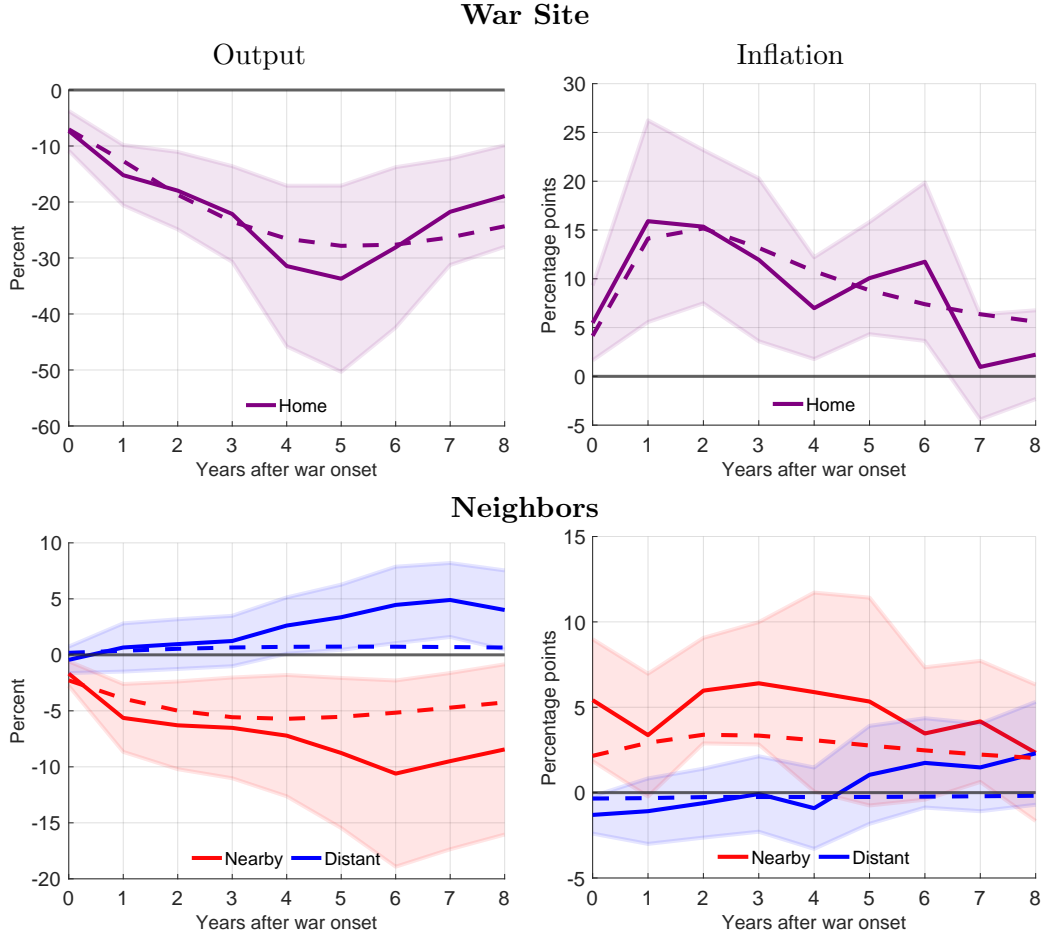 War Site
Output
Inflation
0
-10
-20
-30
-40
-50
-60
Percent
Home
0 1 2 3 4 5 6 7 8
Years after war onset
30
25
20
15
10
5
0
-5
Percentage points
Home
0 1 2 3 4 5 6 7 8
Years after war onset
Neighbors
10
5
0
-5
-10
-15
-20
Percent
Nearby Distant
0 1 2 3 4 5 6 7 8
Years after war onset
15
10
5
0
-5
Percentage points
Nearby Distant
0 1 2 3 4 5 6 7 8
Years after war onset